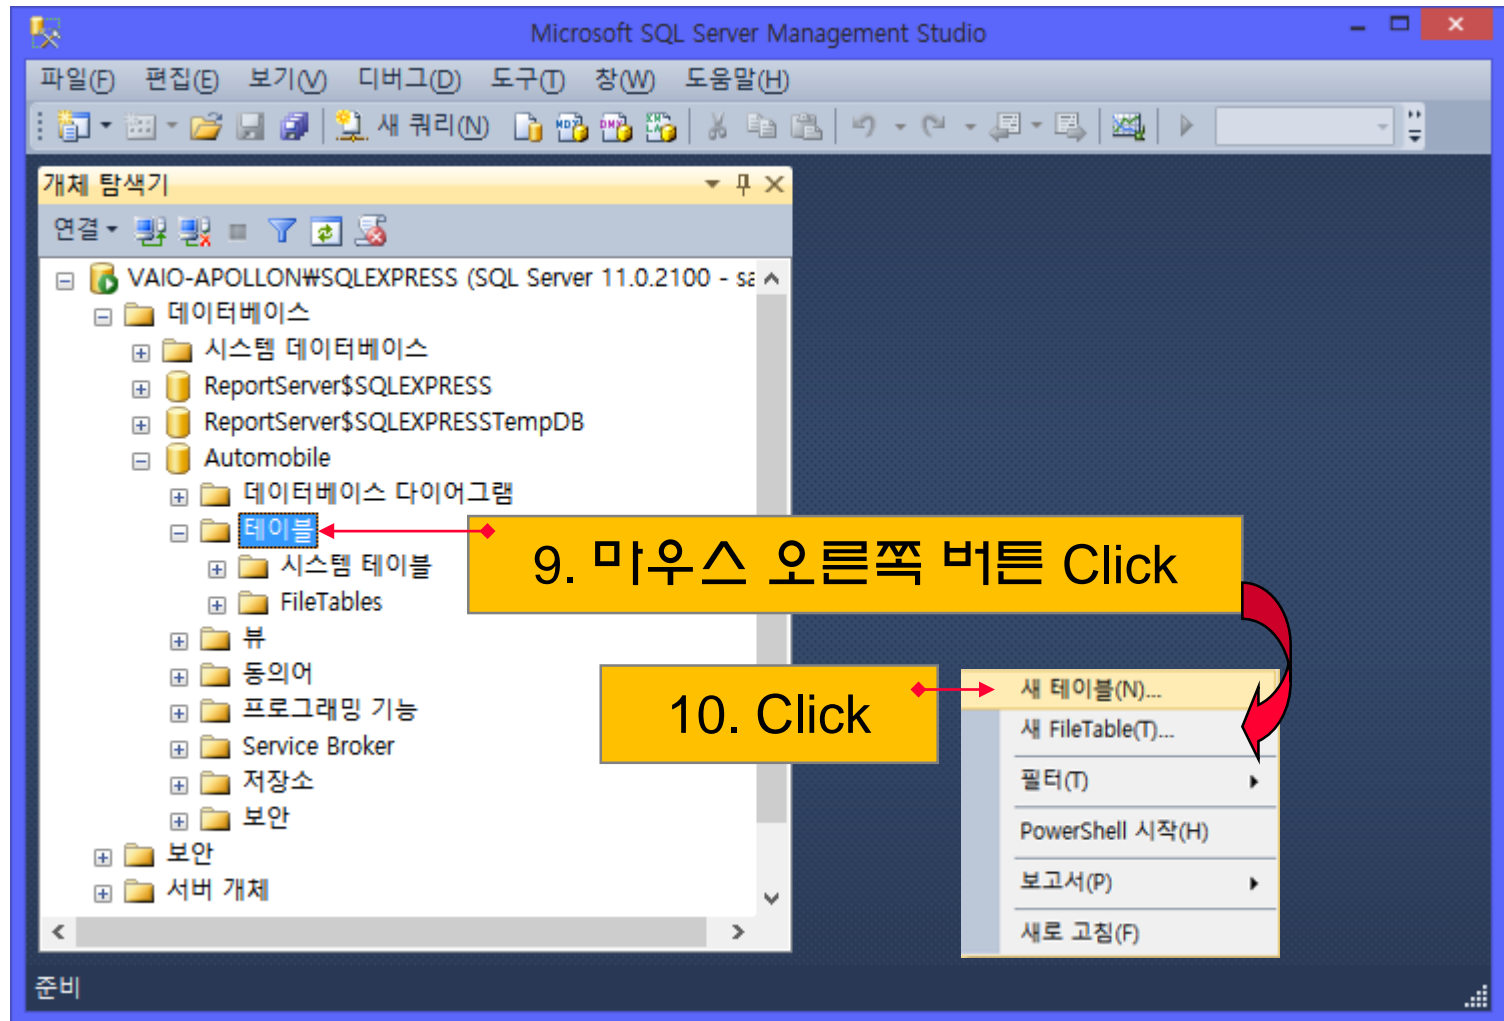 Microsoft SQL Server Management Studio
파일(F) 편집(E) 보기(V) 디버그(D) 도구(T) 창(W) 도움말(H)
새 쿼리(N)
개체 탐색기
연결
VAIO-APOLLON₩SQLEXPRESS (SQL Server 11.0.2100 - sa
데이터베이스
시스템 데이터베이스
ReportServer$SQLEXPRESS
ReportServer$SQLEXPRESSTempDB
Automobile
데이터베이스 다이어그램
테이블
9. 마우스 오른쪽 버튼 Click
시스템 테이블
FileTables
뷰
동의어
프로그래밍 기능
Service Broker
저장소
보안
보안
서버 개체
10. Click
새 테이블(N)...
새 FileTable(T)...
필터(T)
PowerShell 시작(H)
보고서(P)
새로 고침(F)
준비